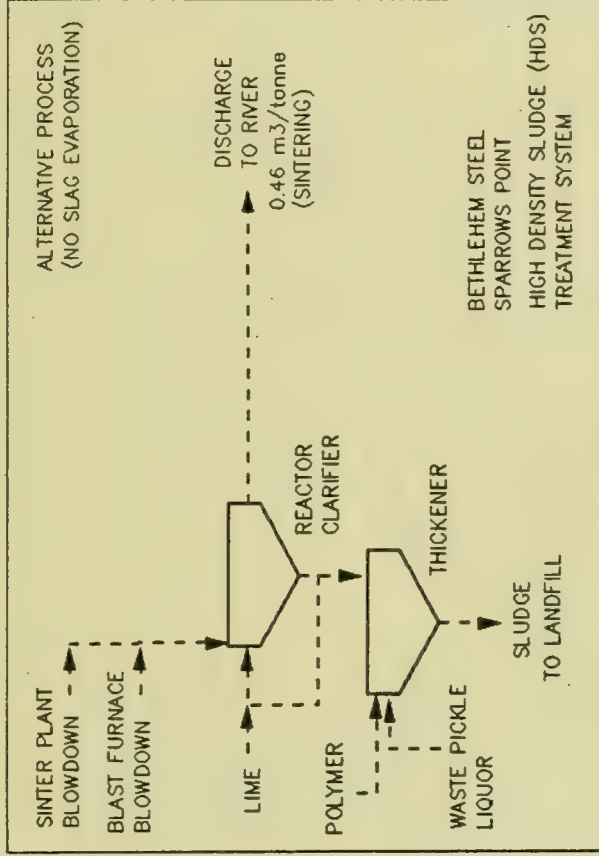 ALTERNATIVE PROCESS
(NO SLAG EVAPORATION)
SINTER PLANT
BLOWDOWN
BLAST FURNACE
BLOWDOWN
LIME
REACTOR
CLARIFIER
DISCHARGE
TO RIVER
0.46 m3/tonne
(SINTERING)
POLYMER
WASTE PICKLE
LIQUOR
THICKENER
SLUDGE
TO LANDFILL
BETHLEHEM STEEL
SPARROWS POINT
HIGH DENSITY SLUDGE (HDS)
TREATMENT SYSTEM